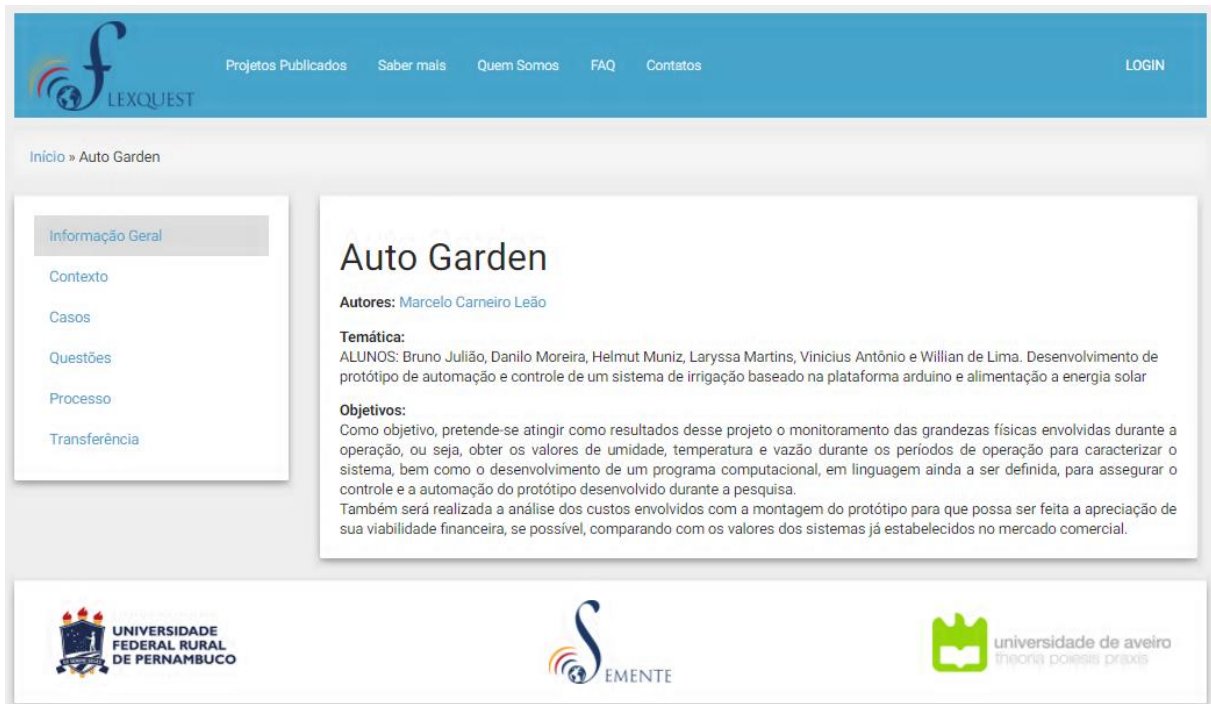 FLEXQUEST
Projetos Publicados Saber mais Quem Somos FAQ Contatos LOGIN
Início » Auto Garden
Informação Geral
Contexto
Casos
Questões
Processo
Transferência
Auto Garden
Autores: Marcelo Carneiro Leão
Temática:
ALUNOS: Bruno Julião, Danilo Moreira, Helmut Muniz, Laryssa Martins, Vinicius Antônio e Willian de Lima. Desenvolvimento de
protótipo de automação e controle de um sistema de irrigação baseado na plataforma arduino e alimentação a energia solar
Objetivos:
Como objetivo, pretende-se atingir como resultados desse projeto o monitoramento das grandezas físicas envolvidas durante a
operação, ou seja, obter os valores de umidade, temperatura e vazão durante os períodos de operação para caracterizar o
sistema, bem como o desenvolvimento de um programa computacional, em linguagem ainda a ser definida, para assegurar o
controle e a automação do protótipo desenvolvido durante a pesquisa.
Também será realizada a análise dos custos envolvidos com a montagem do protótipo para que possa ser feita a apreciação de
sua viabilidade financeira, se possível, comparando com os valores dos sistemas já estabelecidos no mercado comercial.
UNIVERSIDADE
FEDERAL RURAL
DE PERNAMBUCO
SEMENTE
universidade de aveiro
theoria poiesis praxis